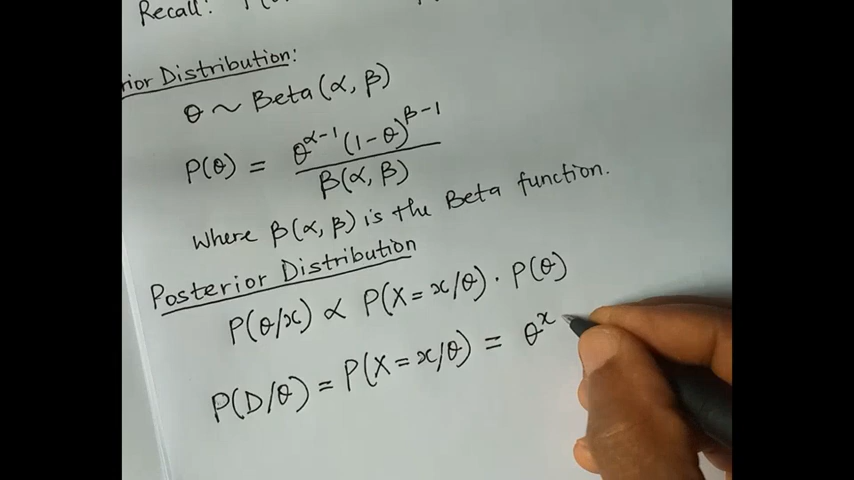 Recall:
rior Distribution:
θ ~ Beta(α, β)
P(θ) = θ^(α-1) (1-θ)^(β-1) / β(α, β)
Where β(α, β) is the Beta function.
Posterior Distribution
P(θ/x) ∝ P(X=x/θ) · P(θ)
P(D/θ) = P(X=x/θ) = θ^x